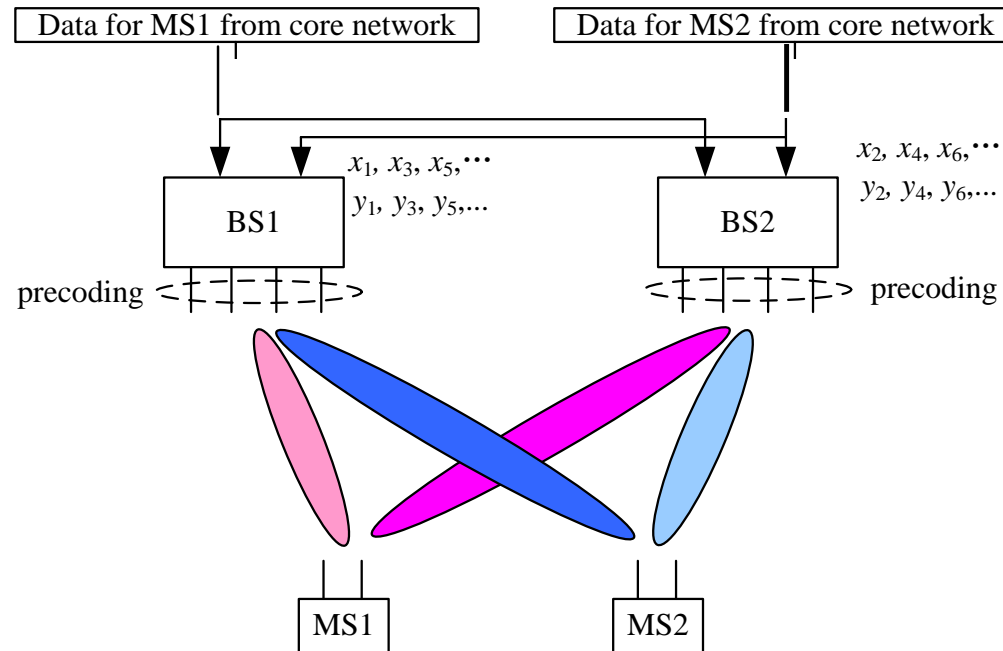 Data for MS1 from core network
Data for MS2 from core network
x₁, x₃, x₅,⋯
y₁, y₃, y₅,...
x₂, x₄, x₆,⋯
y₂, y₄, y₆,...
BS1
BS2
precoding
precoding
MS1
MS2